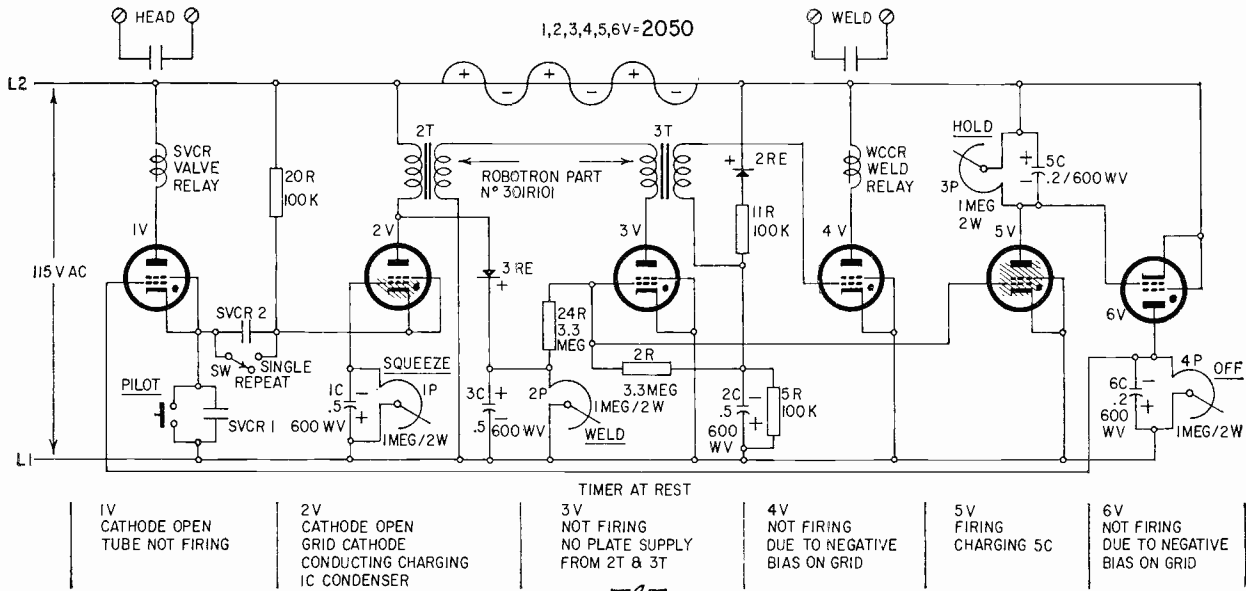 HEAD
1,2,3,4,5,6V=2050
WELD
L2
+ - + - + -
2T
3T
SVCR
VALVE
RELAY
20R
100K
ROBOTRON PART
Nº 301R101
+ 2RE
11R
100K
WCCR
WELD
RELAY
HOLD
3P
1MEG
2W
+
-
5C
.2/600WV
1V
2V
3V
4V
5V
6V
115V AC
3RE
+
SVCR 2
SW
SINGLE
REPEAT
PILOT
SVCR 1
SQUEEZE
1C
.5
600WV
-
+
1P
1MEG/2W
24R
3.3
MEG
2R
3.3MEG
3C
.5
+
-
600WV
2P
1MEG/2W
WELD
2C
.5
600
WV
-
+
5R
100K
6C
.2
600
WV
-
+
4P
OFF
1MEG/2W
L1
TIMER AT REST
1V
CATHODE OPEN
TUBE NOT FIRING
2V
CATHODE OPEN
GRID CATHODE
CONDUCTING CHARGING
1C CONDENSER
3V
NOT FIRING
NO PLATE SUPPLY
FROM 2T & 3T
4V
NOT FIRING
DUE TO NEGATIVE
BIAS ON GRID
5V
FIRING
CHARGING 5C
6V
NOT FIRING
DUE TO NEGATIVE
BIAS ON GRID